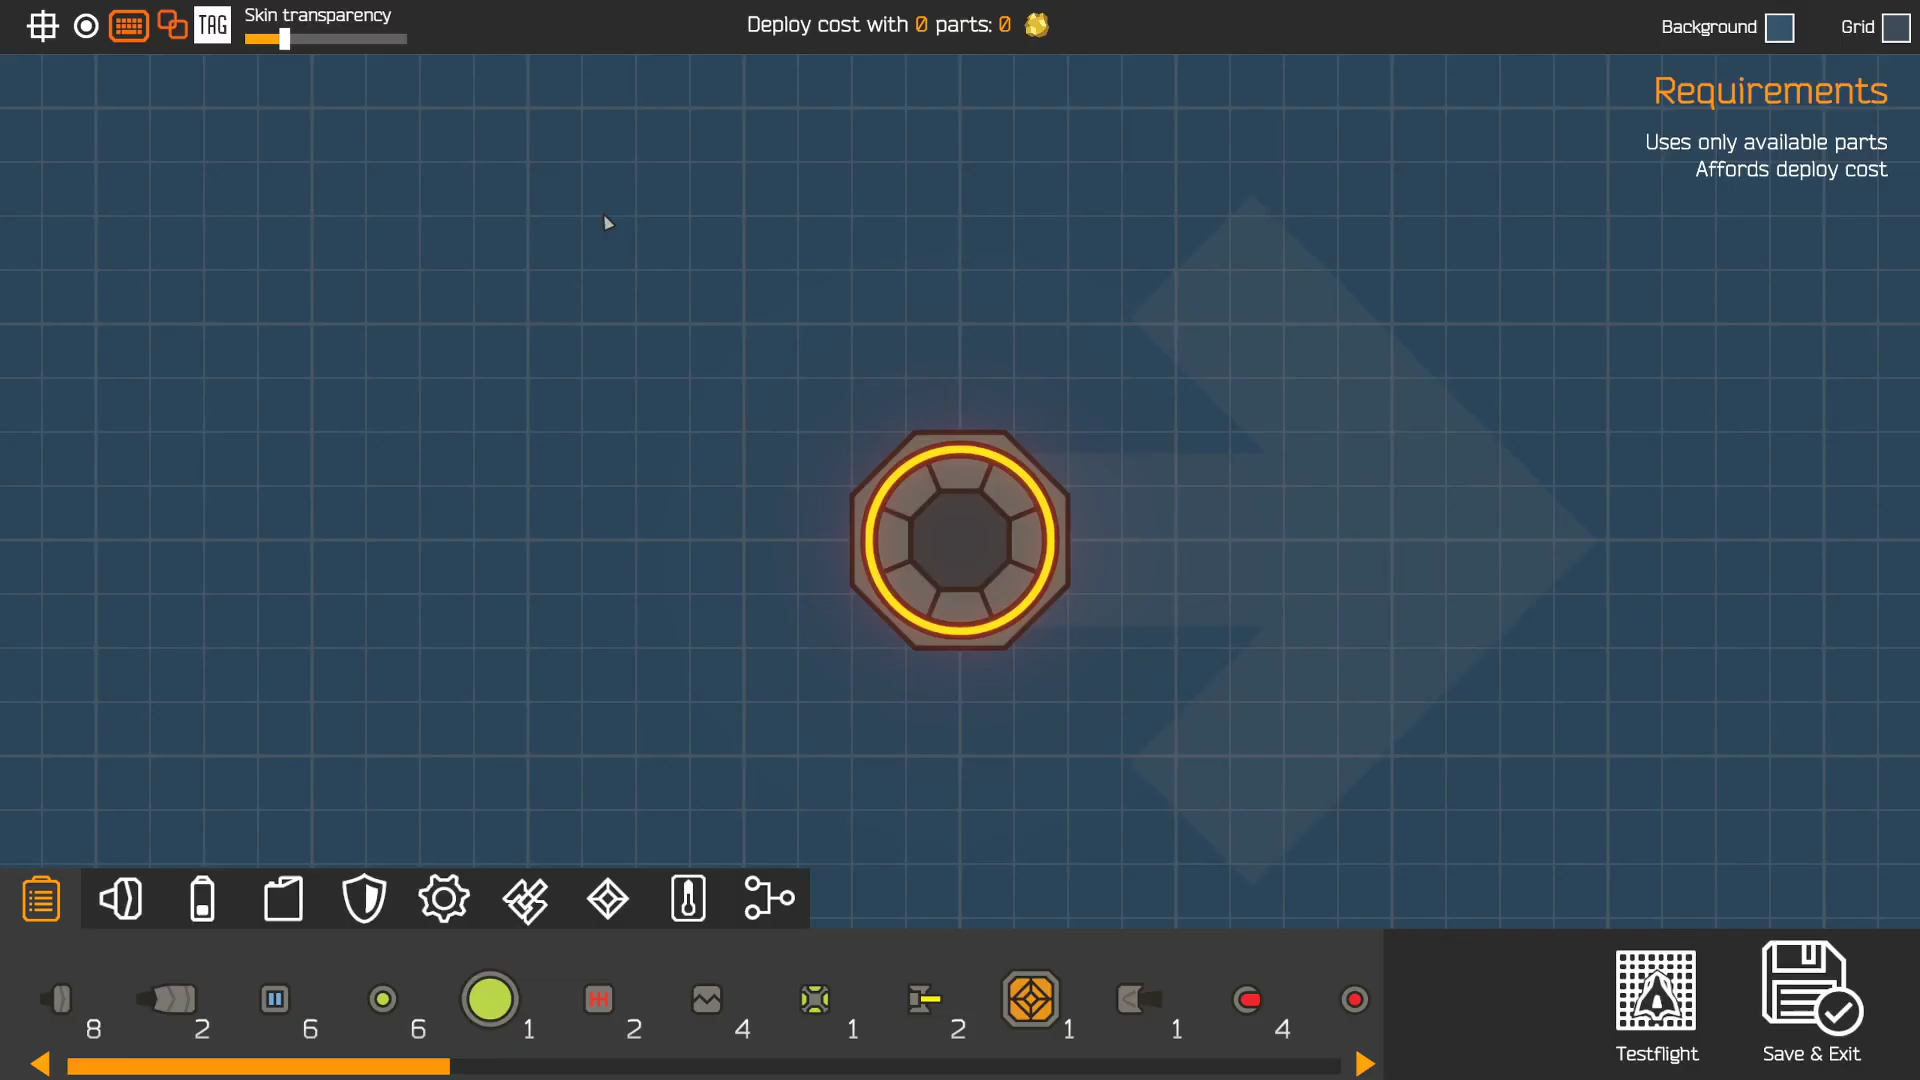 TAG
Skin transparency
Deploy cost with 0 parts: 0
Background
Grid
Requirements
Uses only available parts
Affords deploy cost
8
2
6
6
1
2
4
1
2
1
1
4
Testflight
Save & Exit